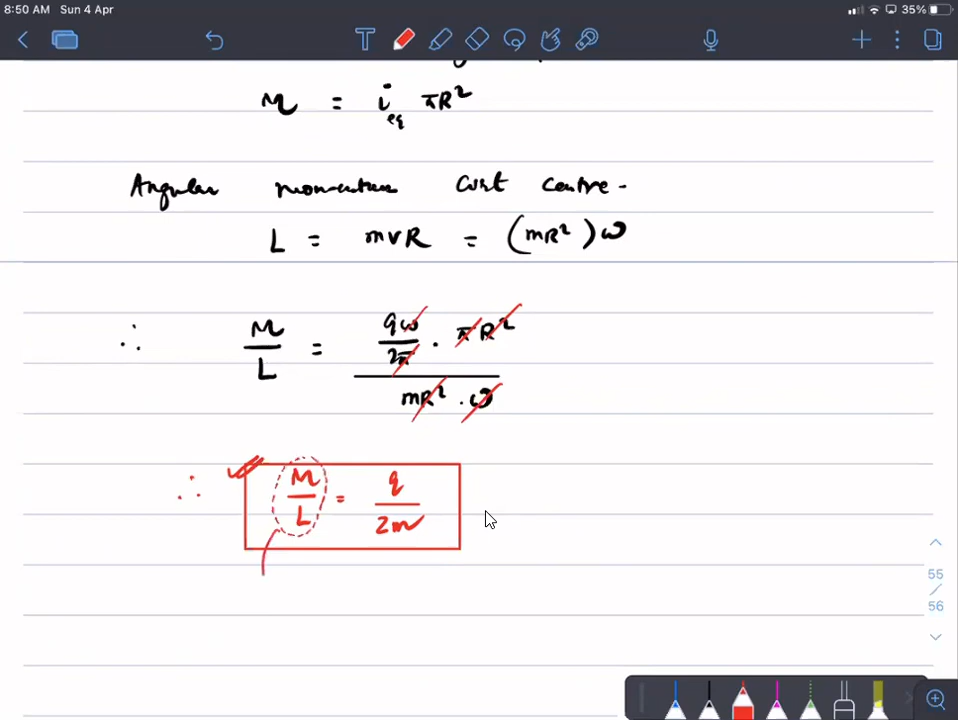 8:50 AM Sun 4 Apr
35%
T
M = i_eq πR²
Angular momentum wrt centre -
L = mvR = (mR²)ω
∴ M/L = (qω/2π · πR²)/(mR² · ω)
∴ M/L = q/2m
55
56